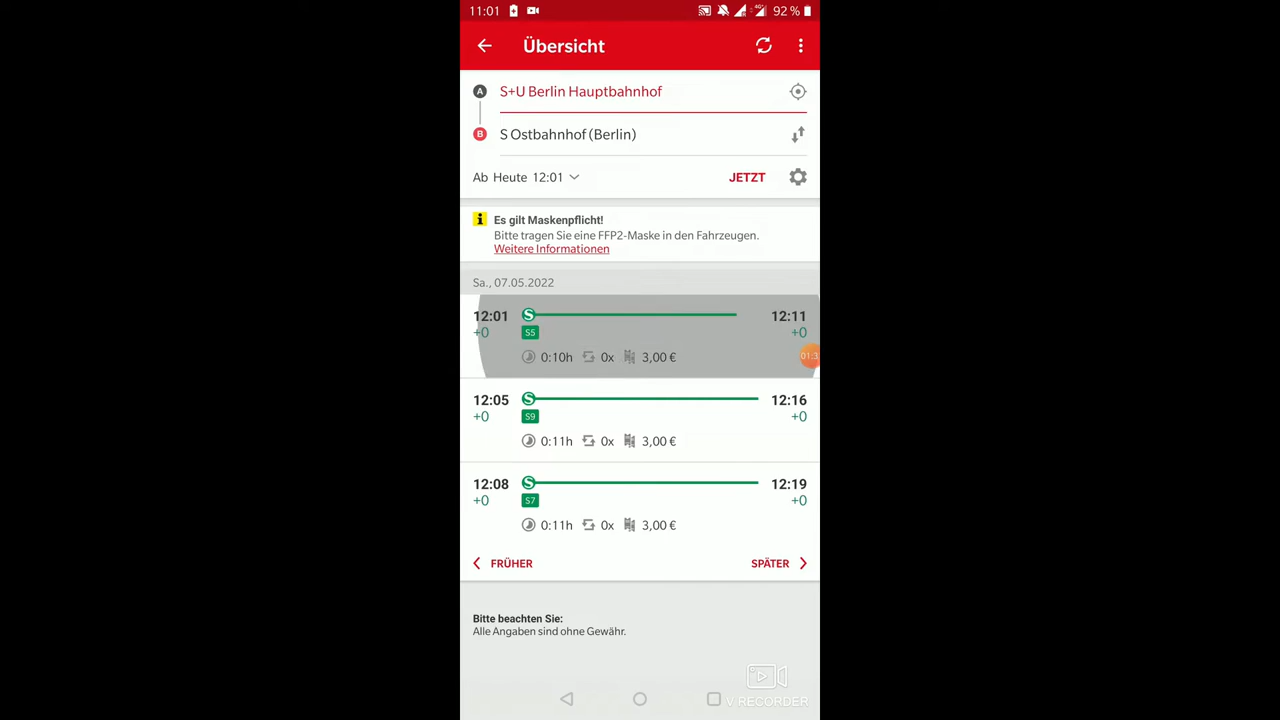 11:01 4G+ 92 %
Übersicht
A S+U Berlin Hauptbahnhof
B S Ostbahnhof (Berlin)
Ab Heute 12:01 JETZT
i Es gilt Maskenpflicht!
Bitte tragen Sie eine FFP2-Maske in den Fahrzeugen.
Weitere Informationen
Sa., 07.05.2022
12:01 S 12:11
+0 S5 +0
0:10h 0x 3,00 €
12:05 S 12:16
+0 S9 +0
0:11h 0x 3,00 €
12:08 S 12:19
+0 S7 +0
0:11h 0x 3,00 €
FRÜHER SPÄTER
Bitte beachten Sie:
Alle Angaben sind ohne Gewähr.
V RECORDER